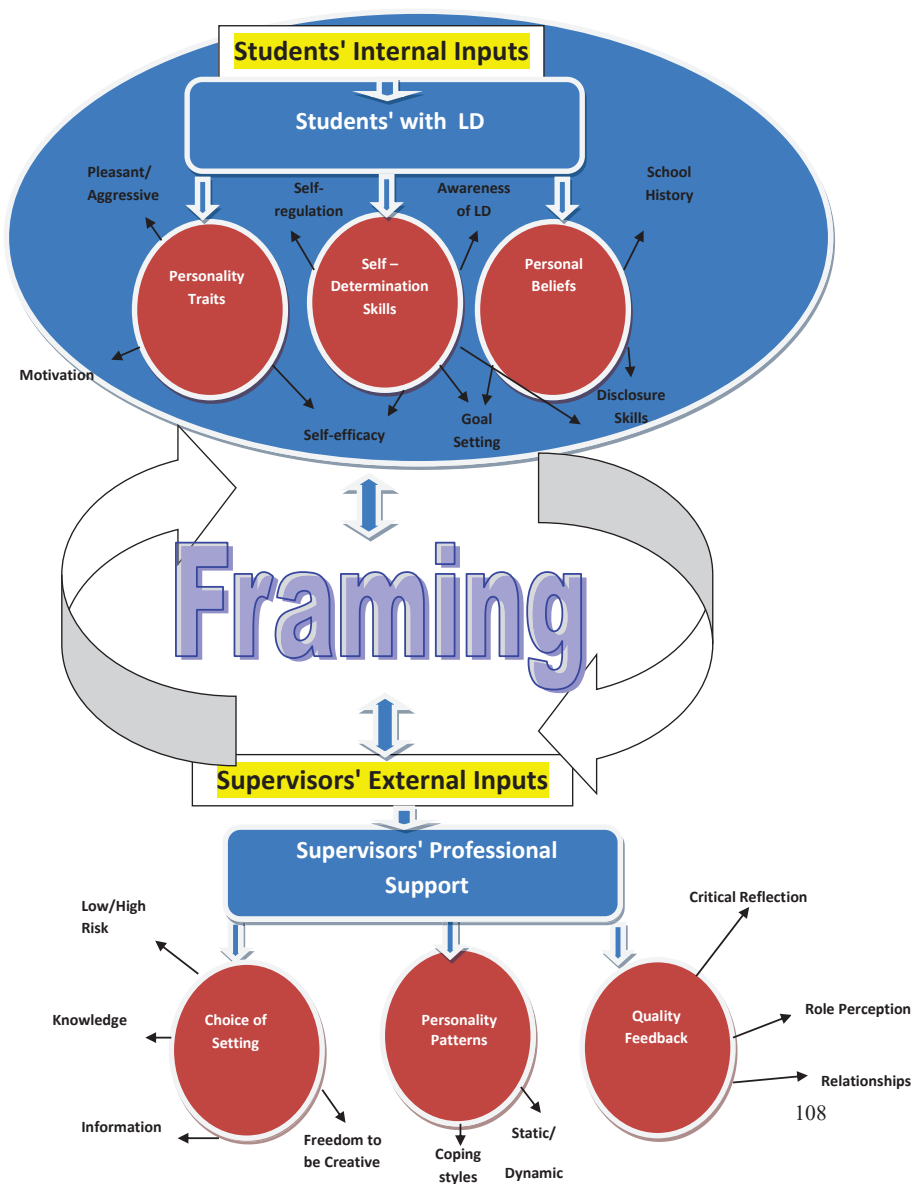 Students' Internal Inputs
Students' with LD
Pleasant/
Aggressive
Self-
regulation
Awareness
of LD
School
History
Personality
Traits
Self –
Determination
Skills
Personal
Beliefs
Motivation
Self-efficacy
Goal
Setting
Disclosure
Skills
Framing
Supervisors' External Inputs
Supervisors' Professional
Support
Low/High
Risk
Critical Reflection
Knowledge
Choice of
Setting
Personality
Patterns
Quality
Feedback
Role Perception
Relationships
108
Information
Freedom to
be Creative
Coping
styles
Static/
Dynamic